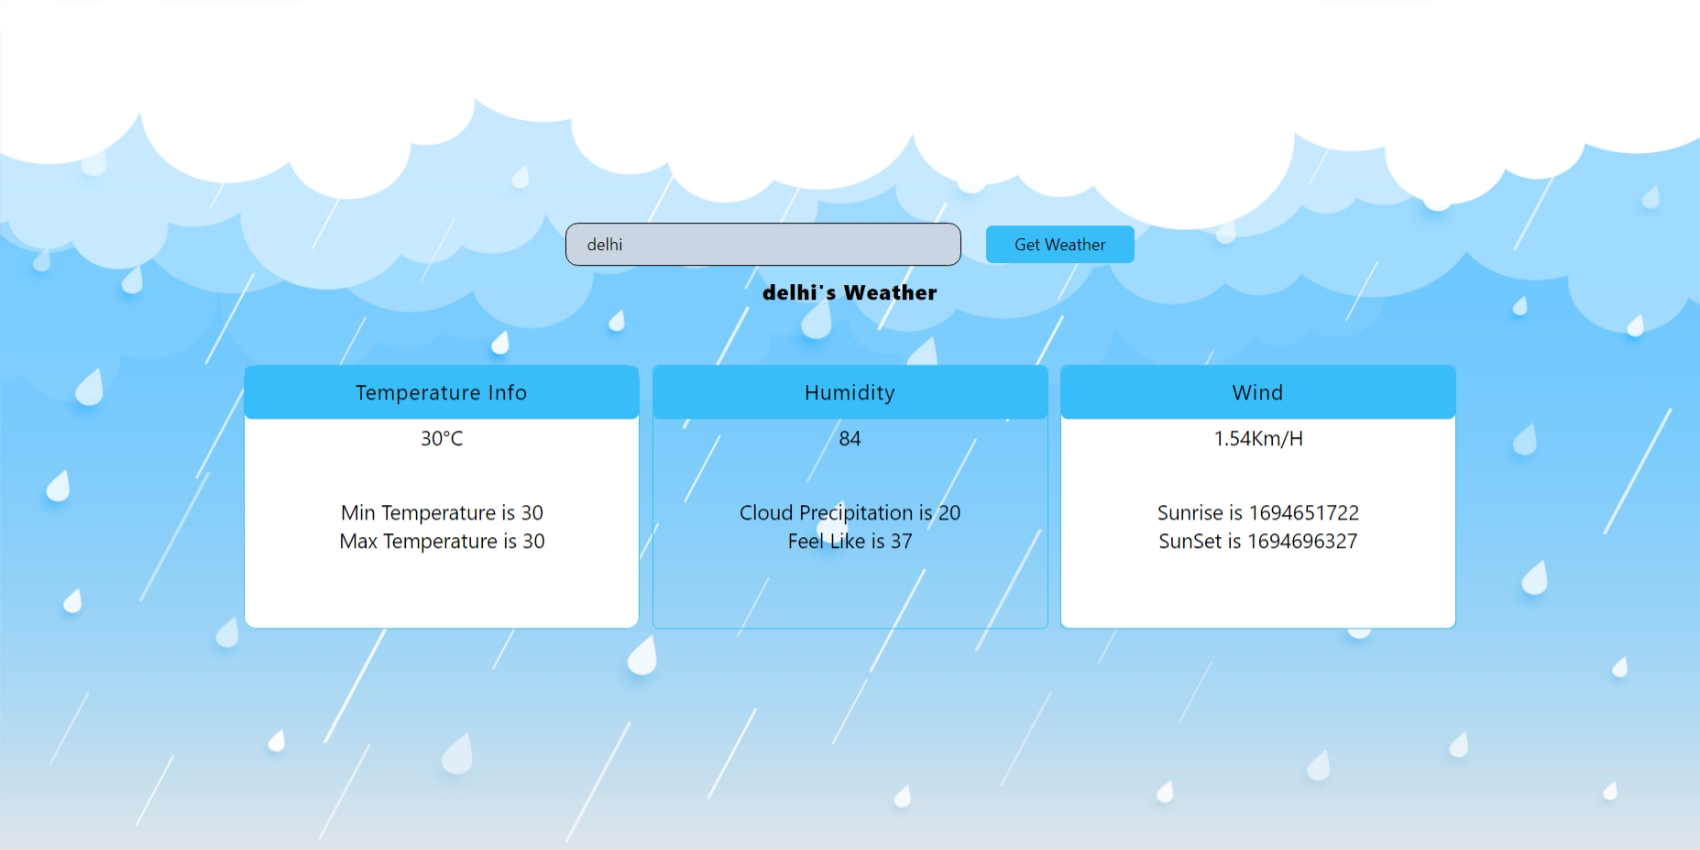 delhi
Get Weather
delhi's Weather
Temperature Info
30°C
Min Temperature is 30
Max Temperature is 30
Humidity
84
Cloud Precipitation is 20
Feel Like is 37
Wind
1.54Km/H
Sunrise is 1694651722
SunSet is 1694696327